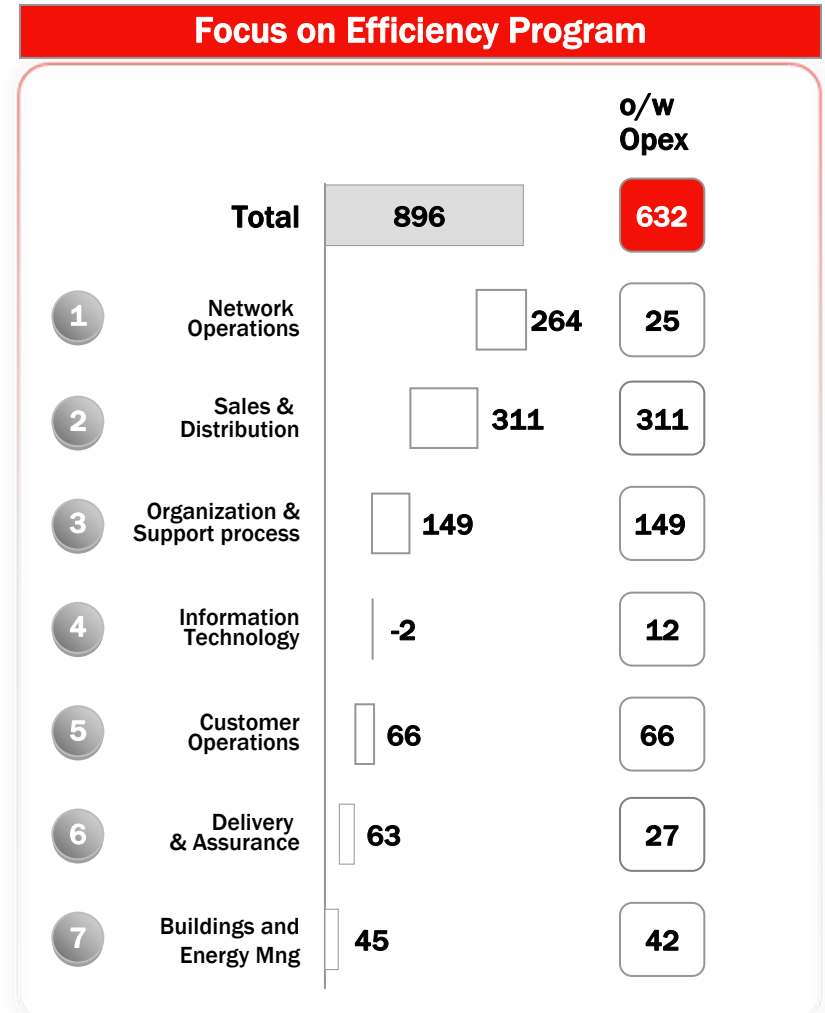 Focus on Efficiency Program
o/w
Opex
Total 896 632
1 Network
Operations 264 25
2 Sales &
Distribution 311 311
3 Organization &
Support process 149 149
4 Information
Technology -2 12
5 Customer
Operations 66 66
6 Delivery
& Assurance 63 27
7 Buildings and
Energy Mng 45 42